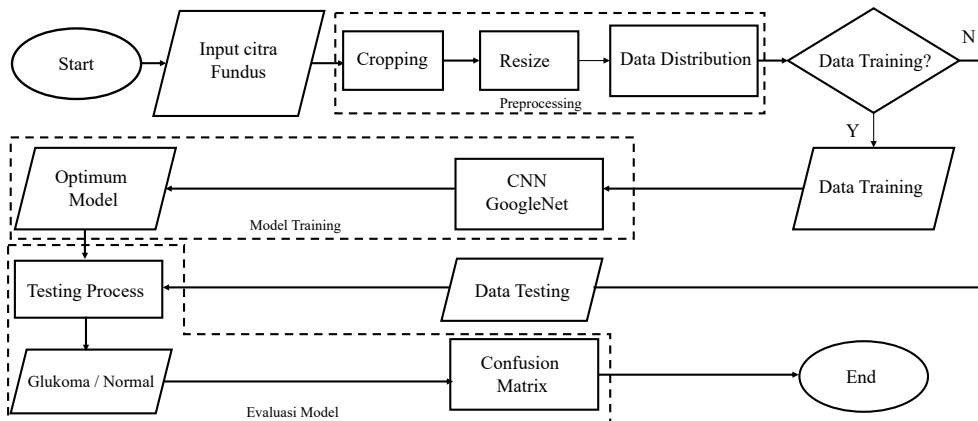 Start
Input citra
Fundus
Cropping
Resize
Data Distribution
Preprocessing
Data Training?
N
Y
Data Training
CNN
GoogleNet
Optimum
Model
Model Training
Testing Process
Data Testing
Glukoma / Normal
Confusion
Matrix
End
Evaluasi Model